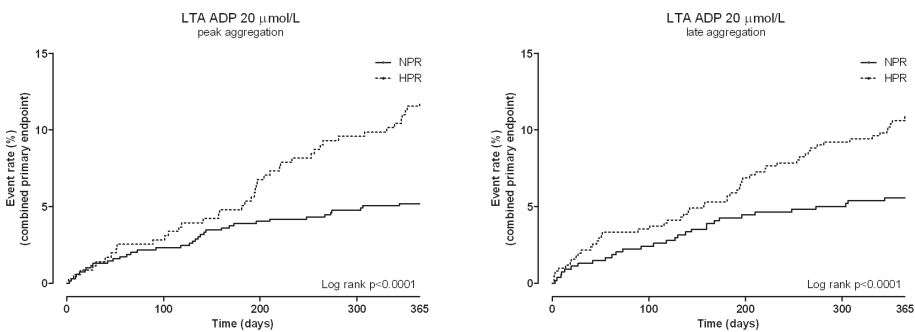 LTA ADP 20 μmol/L
peak aggregation
15
10
5
0
Event rate (%)
(combined primary endpoint)
NPR
HPR
Log rank p<0.0001
0
100
200
300
365
Time (days)
LTA ADP 20 μmol/L
late aggregation
15
10
5
0
Event rate (%)
(combined primary endpoint)
NPR
HPR
Log rank p<0.0001
0
100
200
300
365
Time (days)